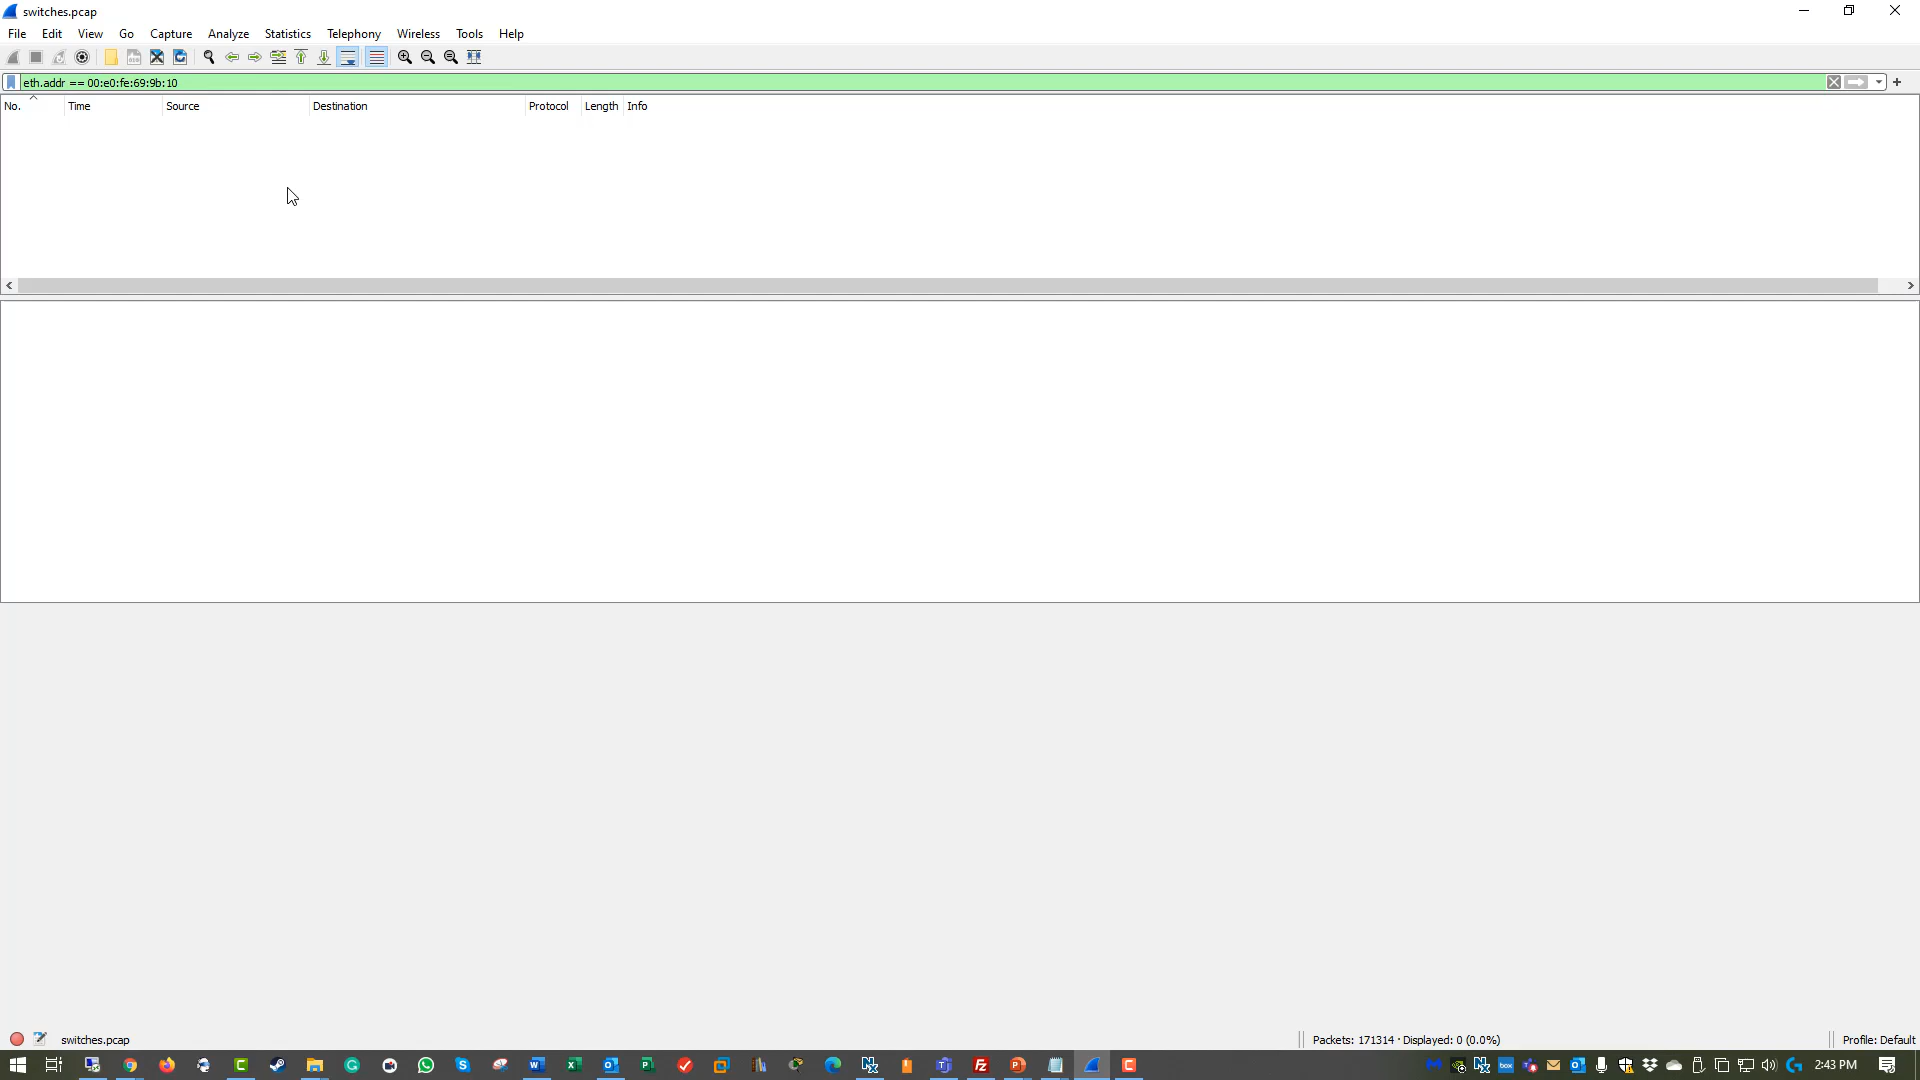 switches.pcap
File Edit View Go Capture Analyze Statistics Telephony Wireless Tools Help
eth.addr == 00:e0:fe:69:9b:10
No. Time Source Destination Protocol Length Info
switches.pcap
Packets: 171314 · Displayed: 0 (0.0%)
Profile: Default
2:43 PM